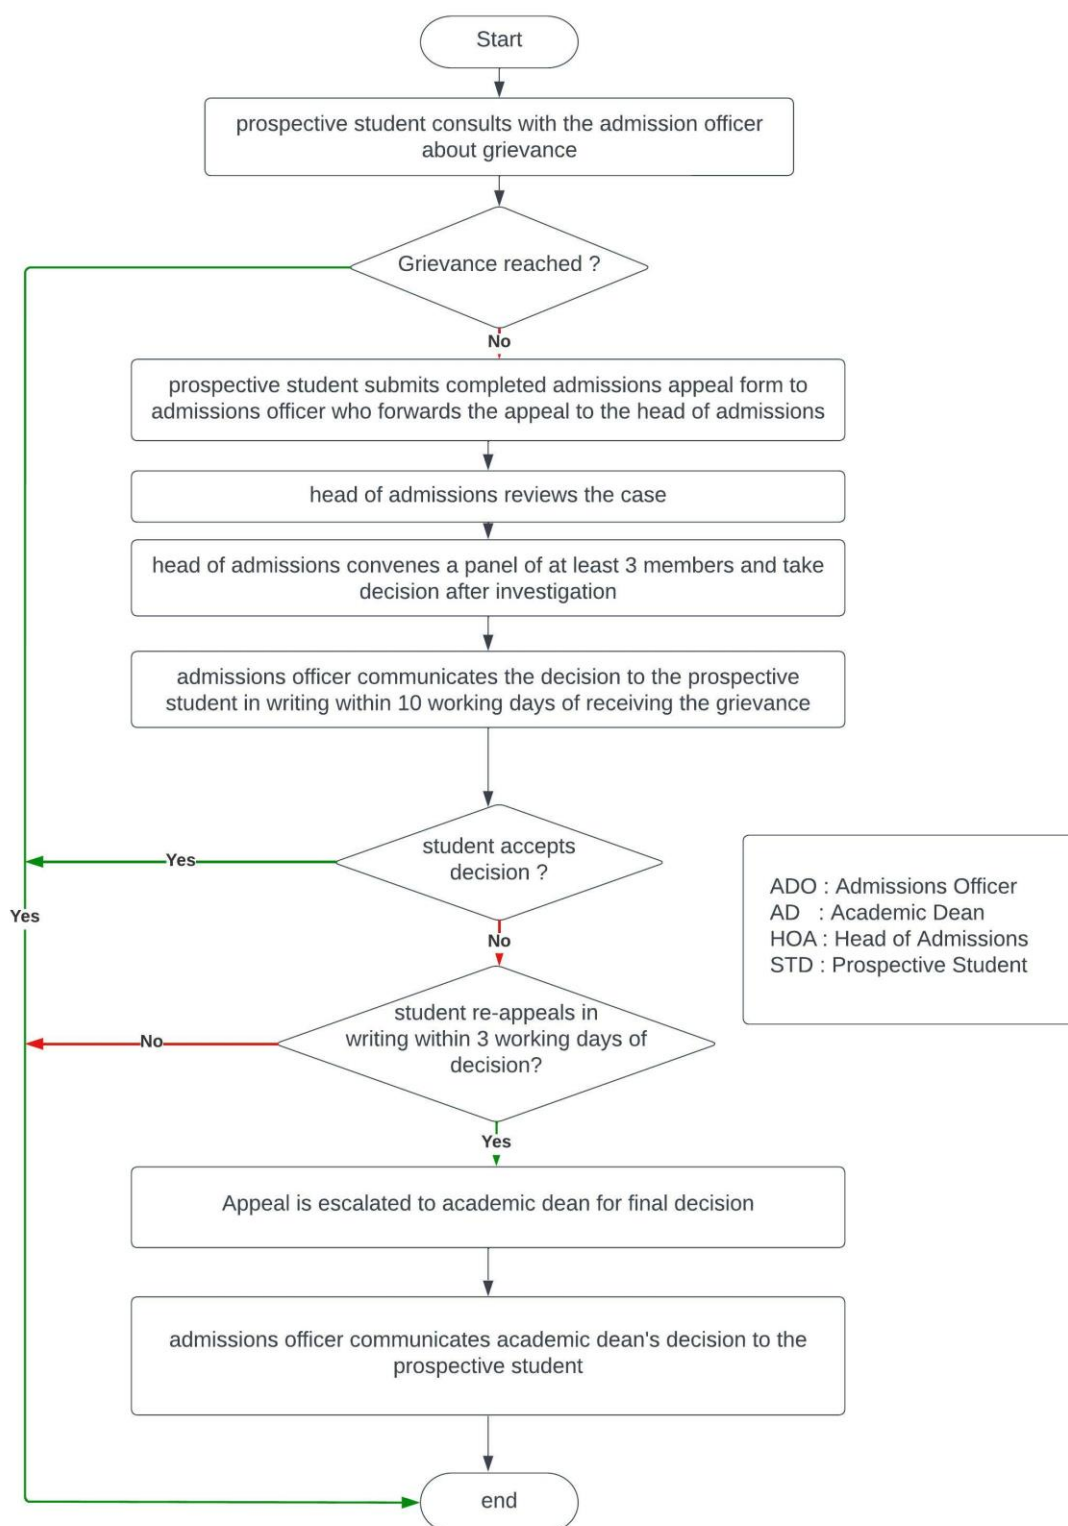 Start
prospective student consults with the admission officer
about grievance
Grievance reached ?
No
prospective student submits completed admissions appeal form to
admissions officer who forwards the appeal to the head of admissions
head of admissions reviews the case
head of admissions convenes a panel of at least 3 members and take
decision after investigation
admissions officer communicates the decision to the prospective
student in writing within 10 working days of receiving the grievance
student accepts
decision ?
Yes
Yes
No
ADO : Admissions Officer
AD : Academic Dean
HOA : Head of Admissions
STD : Prospective Student
student re-appeals in
writing within 3 working days of
decision?
No
Yes
Appeal is escalated to academic dean for final decision
admissions officer communicates academic dean's decision to the
prospective student
end